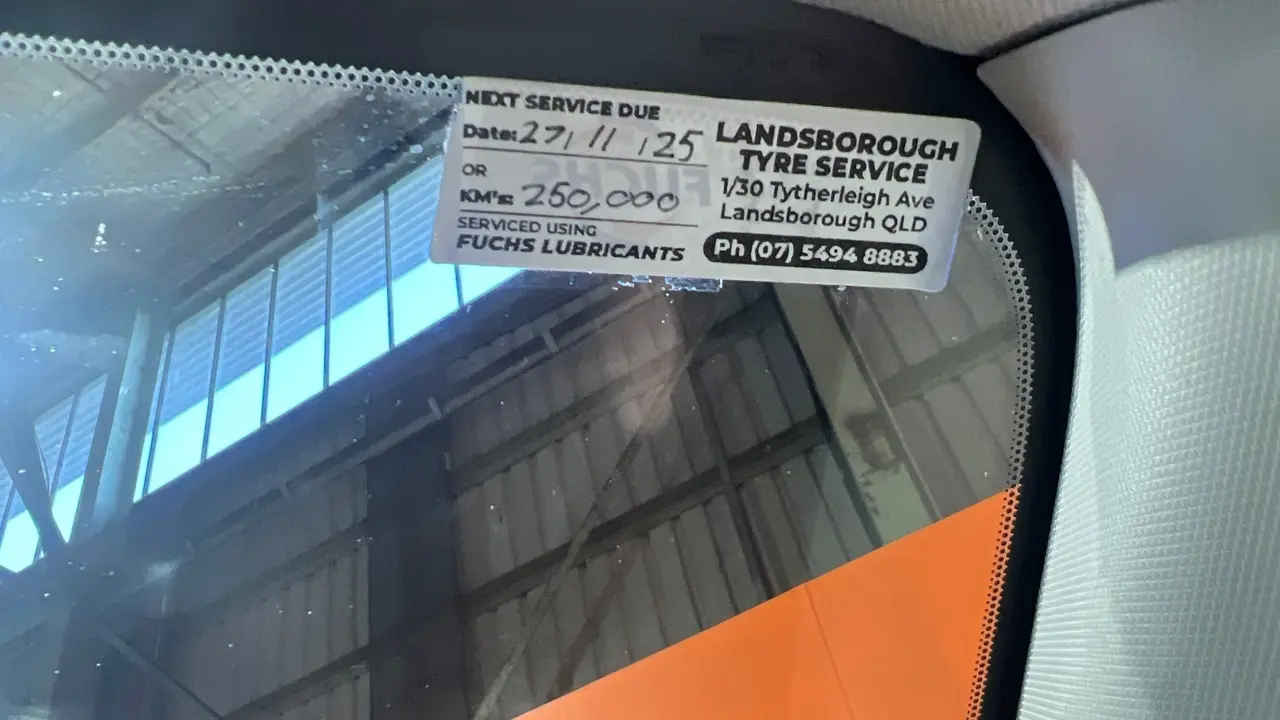 NEXT SERVICE DUE
Date: 27/ 11 /25
OR
KM's: 250,000
SERVICED USING
FUCHS LUBRICANTS
LANDSBOROUGH
TYRE SERVICE
1/30 Tytherleigh Ave
Landsborough QLD
Ph (07) 5494 8883
FUCHS